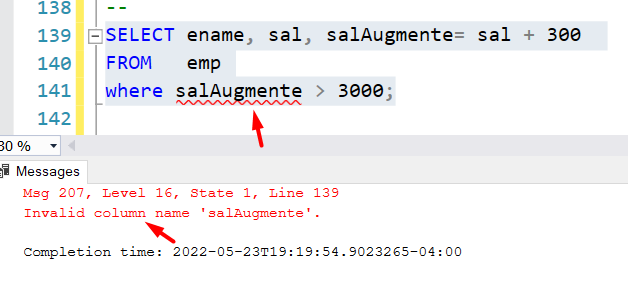 138 --
139 SELECT ename, sal, salAugmente= sal + 300
140 FROM emp
141 where salAugmente > 3000;
142
30 %
Messages
Msg 207, Level 16, State 1, Line 139
Invalid column name 'salAugmente'.
Completion time: 2022-05-23T19:19:54.9023265-04:00